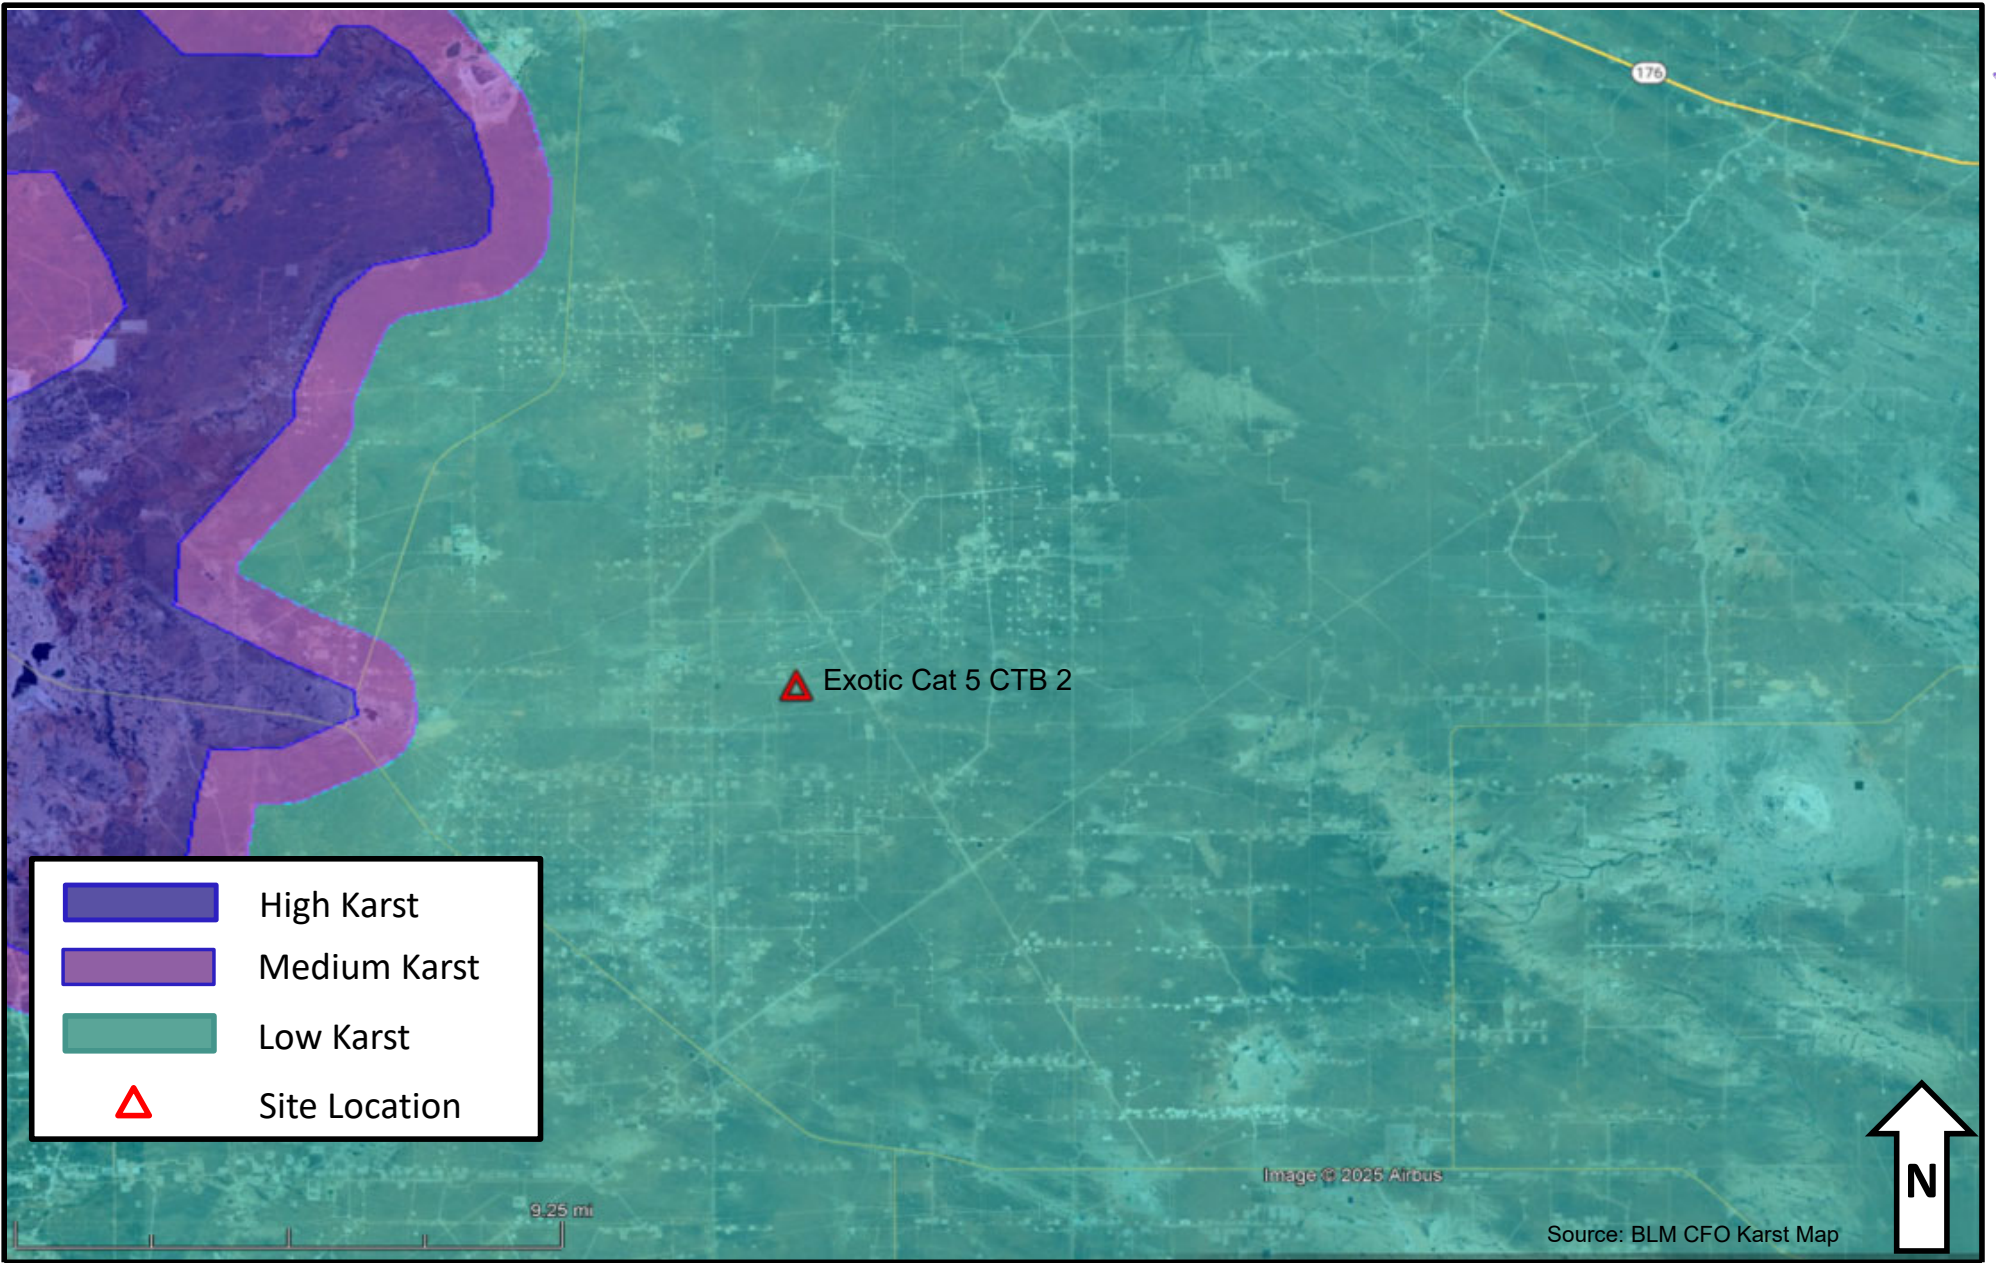 176
Exotic Cat 5 CTB 2
High Karst
Medium Karst
Low Karst
Site Location
9.25 mi
Image © 2025 Airbus
Source: BLM CFO Karst Map
N